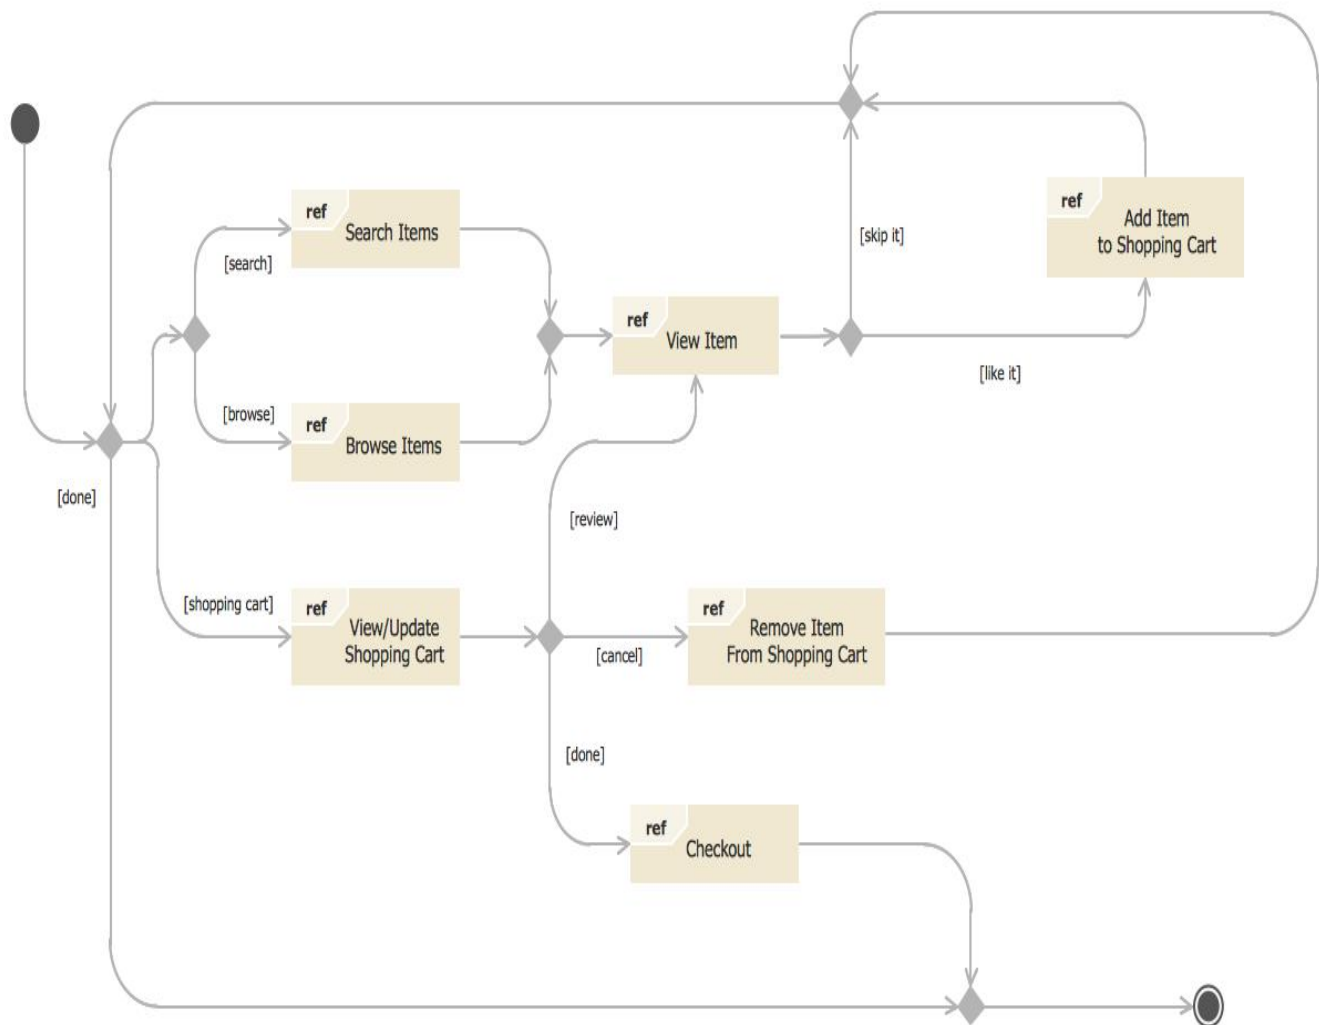 ref
Search Items
[search]
[browse]
ref
Browse Items
ref
View Item
[skip it]
ref
Add Item
to Shopping Cart
[like it]
[done]
[review]
[shopping cart]
ref
View/Update
Shopping Cart
[cancel]
ref
Remove Item
From Shopping Cart
[done]
ref
Checkout